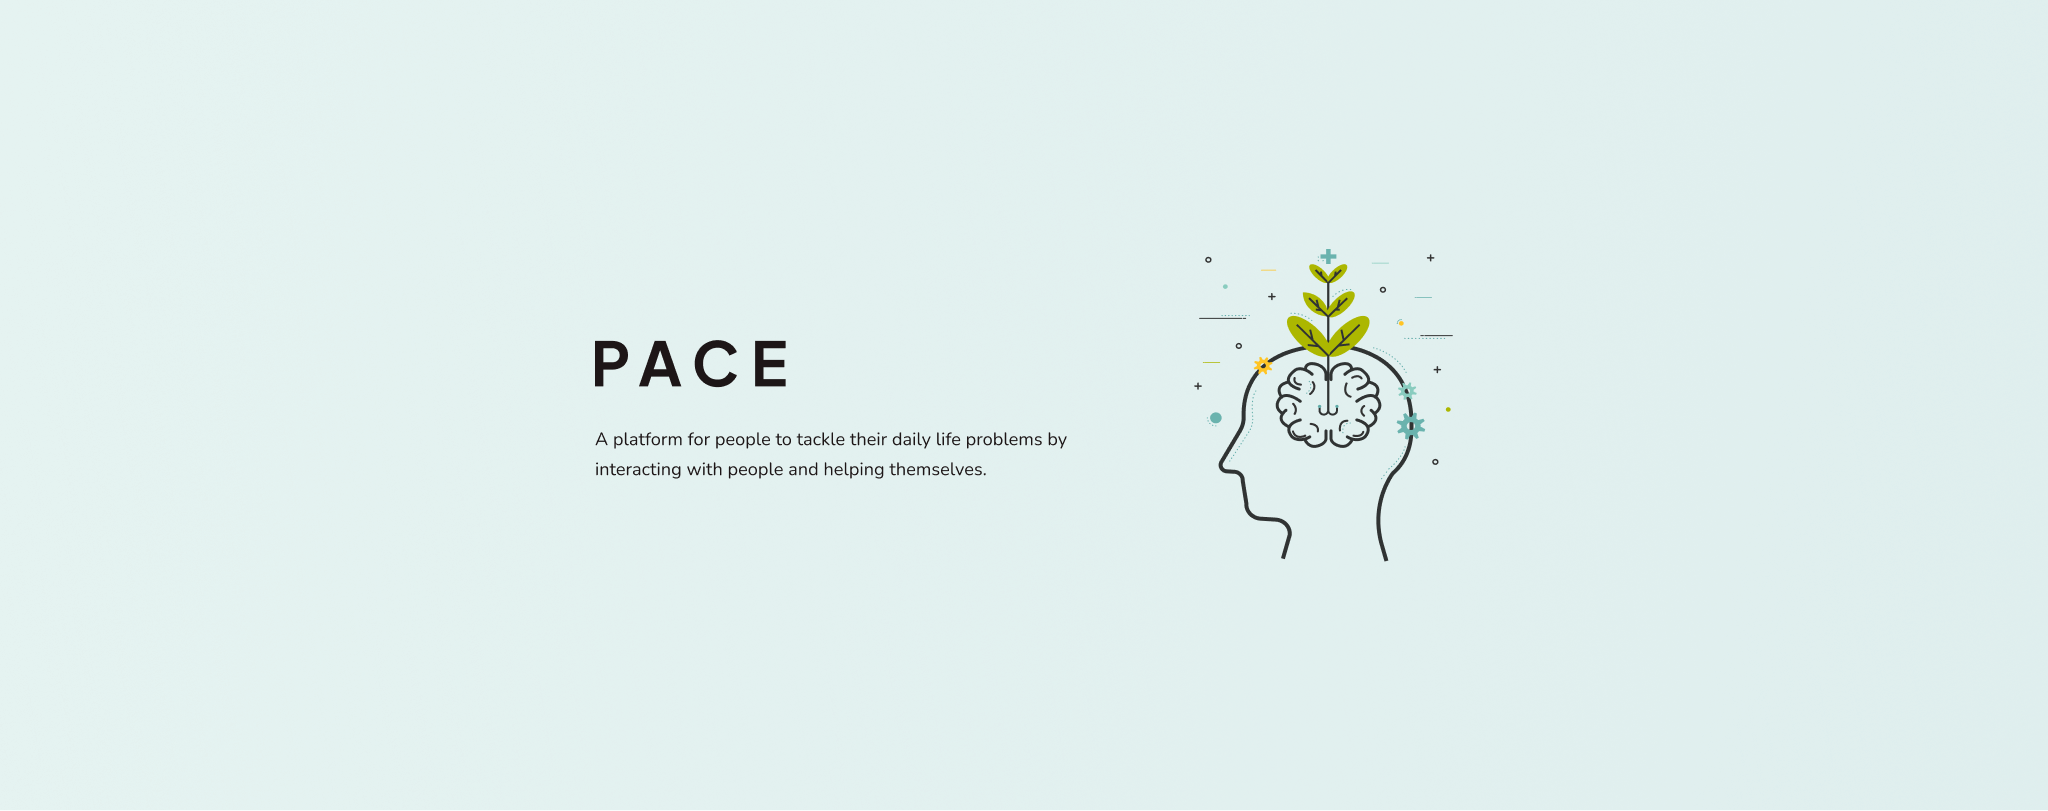 PACE
A platform for people to tackle their daily life problems by
interacting with people and helping themselves.